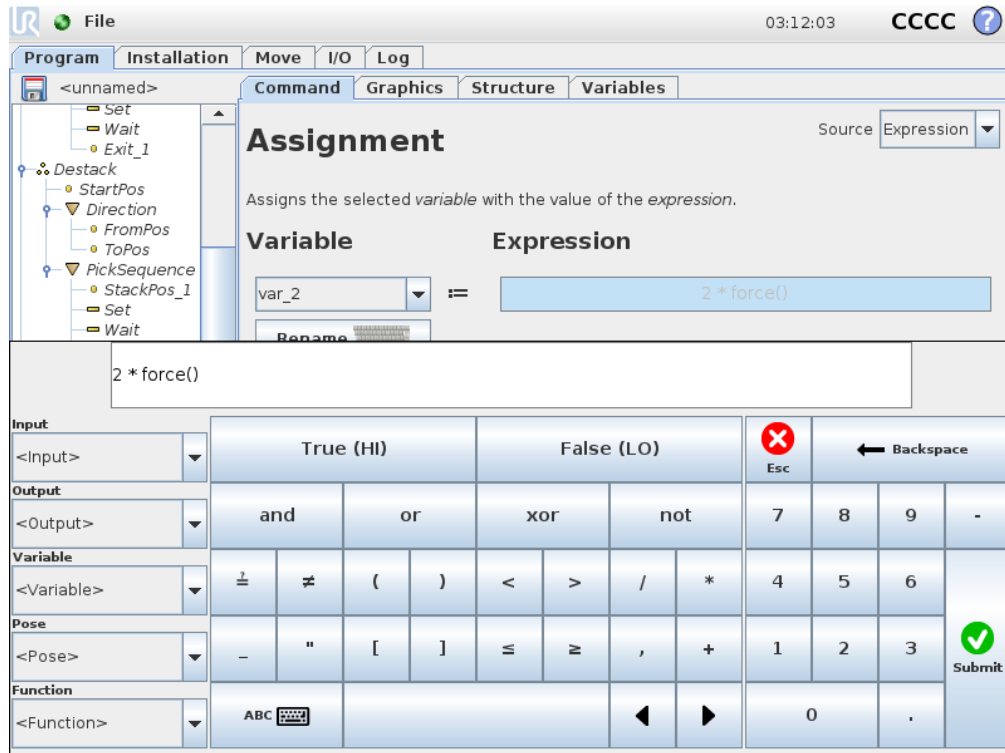 UR File 03:12:03 CCCC ?
Program Installation Move I/O Log
<unnamed> Command Graphics Structure Variables
Set
Wait
Exit_1
Destack
StartPos
Direction
FromPos
ToPos
PickSequence
StackPos_1
Set
Wait
Assignment
Source Expression
Assigns the selected variable with the value of the expression.
Variable Expression
var_2 := 2 * force()
Rename
2 * force()
Input
<Input>
Output
<Output>
Variable
<Variable>
Pose
<Pose>
Function
<Function>
True (HI) False (LO) Esc Backspace
and or xor not 7 8 9 -
≟ ≠ ( ) < > / * 4 5 6
_ " [ ] ≤ ≥ , + 1 2 3 Submit
ABC 0 .